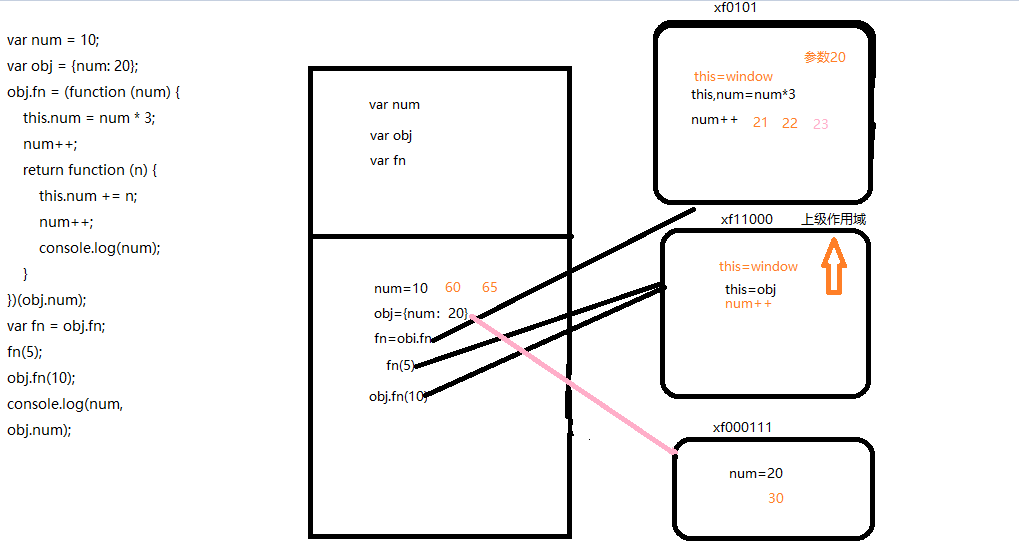 var num = 10;
var obj = {num: 20};
obj.fn = (function (num) {
this.num = num * 3;
num++;
return function (n) {
this.num += n;
num++;
console.log(num);
}
})(obj.num);
var fn = obj.fn;
fn(5);
obj.fn(10);
console.log(num,
obj.num);
var num
var obj
var fn
num=10 60 65
obj={num：20}
fn=obi.fn
fn(5)
obj.fn(10)
xf0101
参数20
this=window
this,num=num*3
num++ 21 22 23
xf11000 上级作用域
this=window
this=obj
num++
xf000111
num=20
30